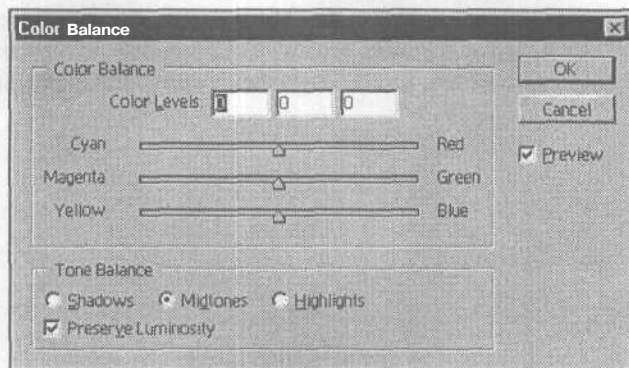 Color Balance
Color Balance
OK
Color Levels: 0 0 0
Cancel
Cyan Red
Preview
Magenta Green
Yellow Blue
Tone Balance
Shadows Midtones Highlights
Preserve Luminosity